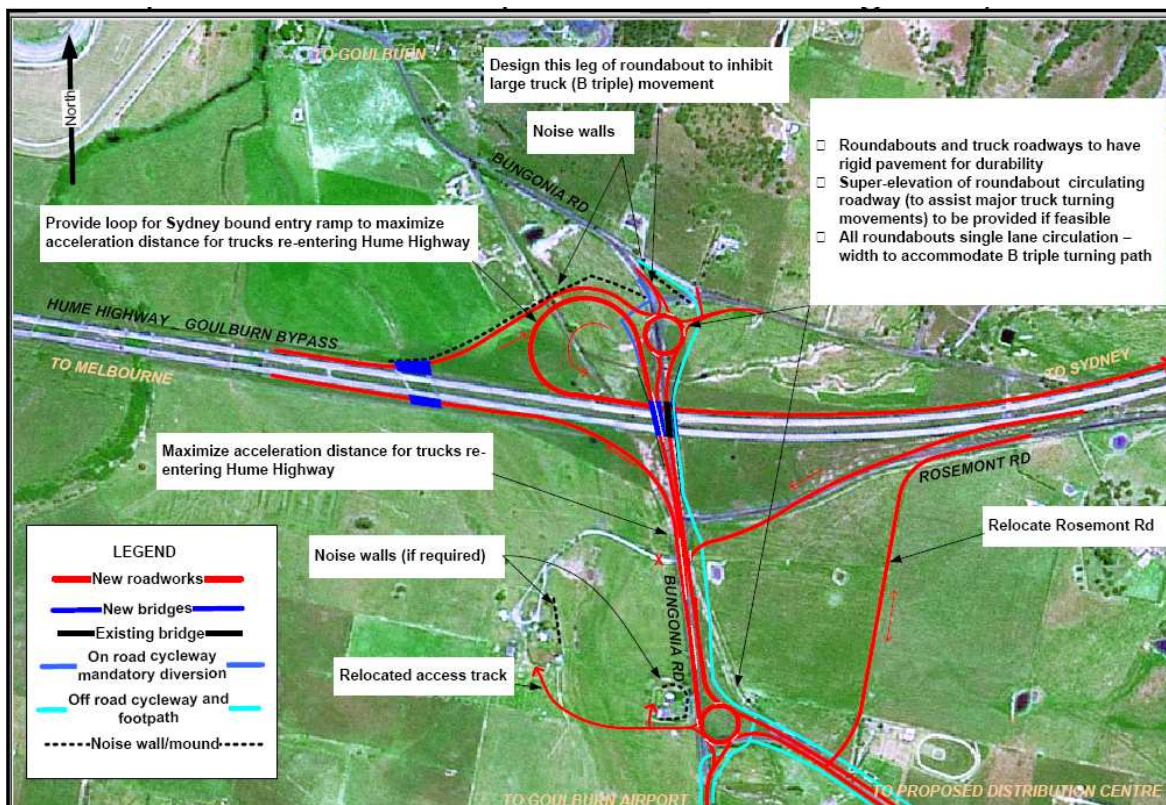 North
TO GOULBURN
Design this leg of roundabout to inhibit
large truck (B triple) movement
Noise walls
BUNGONIA RD
Roundabouts and truck roadways to have
rigid pavement for durability
Super-elevation of roundabout circulating
roadway (to assist major truck turning
movements) to be provided if feasible
All roundabouts single lane circulation –
width to accommodate B triple turning path
Provide loop for Sydney bound entry ramp to maximize
acceleration distance for trucks re-entering Hume Highway
HUME HIGHWAY _ GOULBURN BYPASS
TO MELBOURNE
TO SYDNEY
Maximize acceleration distance for trucks re-
entering Hume Highway
ROSEMONT RD
Relocate Rosemont Rd
LEGEND
New roadworks
New bridges
Existing bridge
On road cycleway
mandatory diversion
Off road cycleway and
footpath
Noise wall/mound
Noise walls (if required)
X
BUNGONIA RD
Relocated access track
TO GOULBURN AIRPORT
TO PROPOSED DISTRIBUTION CENTRE